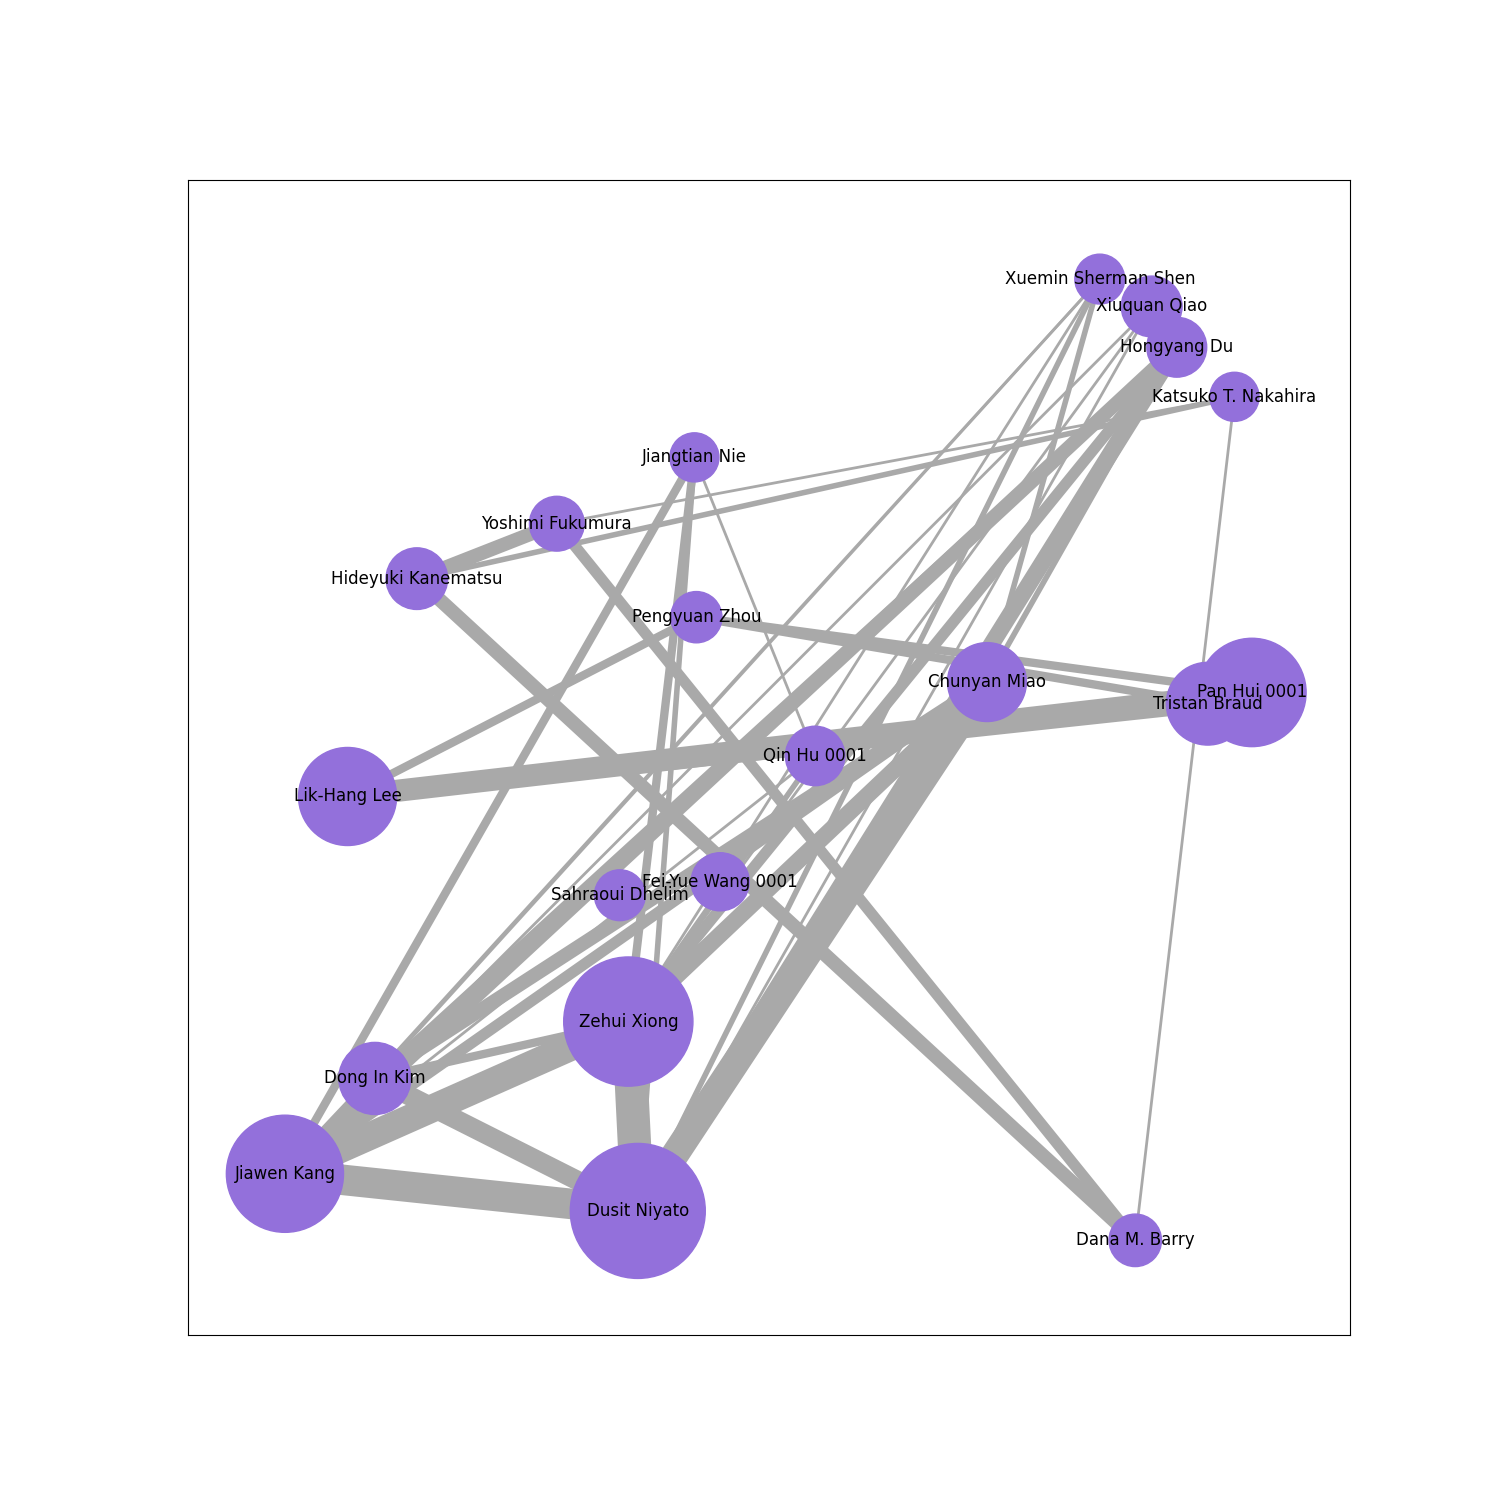 Xuemin Sherman Shen
Xiuquan Qiao
Hongyang Du
Katsuko T. Nakahira
Jiangtian Nie
Yoshimi Fukumura
Hideyuki Kanematsu
Pengyuan Zhou
Chunyan Miao
Pan Hui 0001
Tristan Braud
Qin Hu 0001
Lik-Hang Lee
Fei-Yue Wang 0001
Sahraoui Dhelim
Zehui Xiong
Dong In Kim
Jiawen Kang
Dusit Niyato
Dana M. Barry